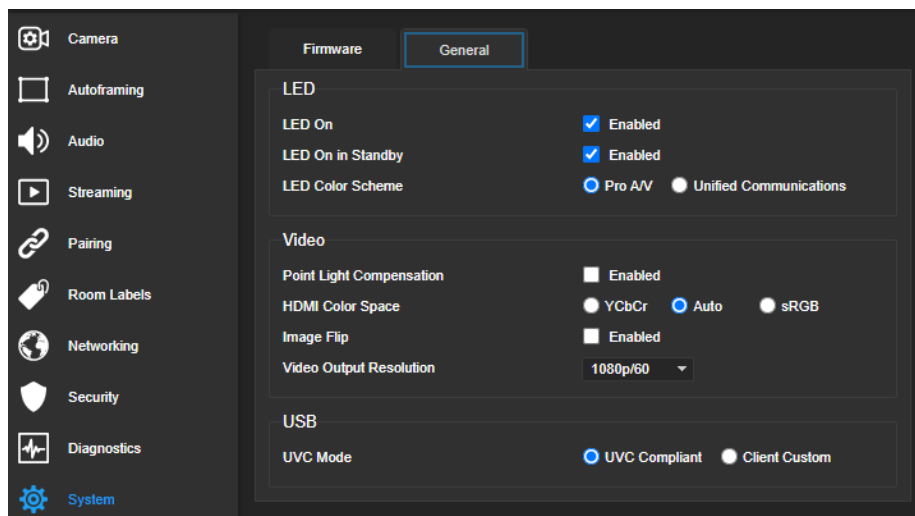 Camera
Autoframing
Audio
Streaming
Pairing
Room Labels
Networking
Security
Diagnostics
System
Firmware General
LED
LED On Enabled
LED On in Standby Enabled
LED Color Scheme Pro A/V Unified Communications
Video
Point Light Compensation Enabled
HDMI Color Space YCbCr Auto sRGB
Image Flip Enabled
Video Output Resolution 1080p/60
USB
UVC Mode UVC Compliant Client Custom